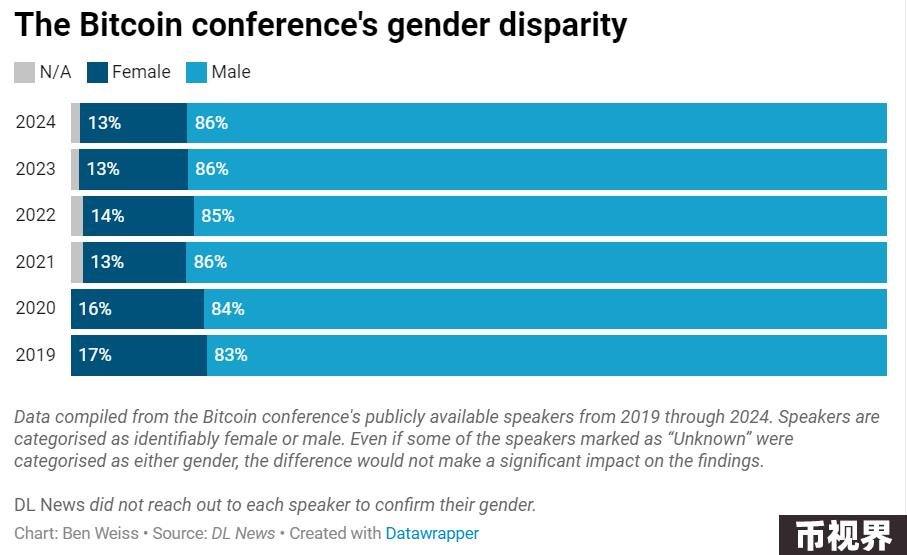 The Bitcoin conference's gender disparity
N/A Female Male
2024 13% 86%
2023 13% 86%
2022 14% 85%
2021 13% 86%
2020 16% 84%
2019 17% 83%
Data compiled from the Bitcoin conference's publicly available speakers from 2019 through 2024. Speakers are
categorised as identifiably female or male. Even if some of the speakers marked as “Unknown” were
categorised as either gender, the difference would not make a significant impact on the findings.
DL News did not reach out to each speaker to confirm their gender.
Chart: Ben Weiss • Source: DL News • Created with Datawrapper
币视界